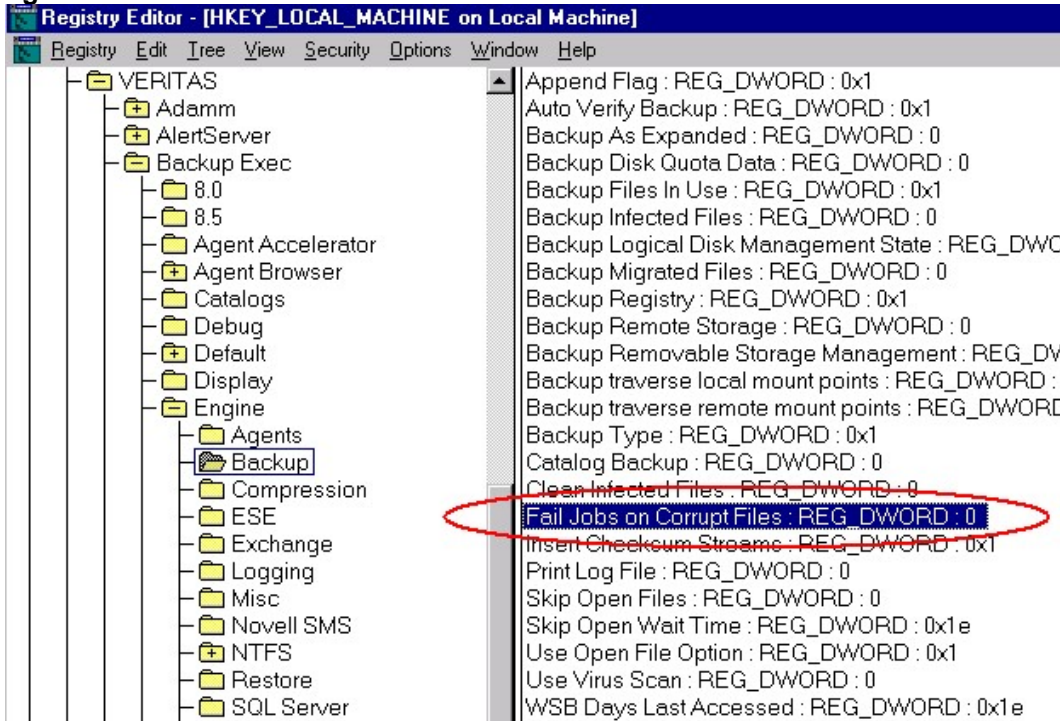 Registry Editor - [HKEY_LOCAL_MACHINE on Local Machine]
Registry Edit Tree View Security Options Window Help
VERITAS
Adamm
AlertServer
Backup Exec
8.0
8.5
Agent Accelerator
Agent Browser
Catalogs
Debug
Default
Display
Engine
Agents
Backup
Compression
ESE
Exchange
Logging
Misc
Novell SMS
NTFS
Restore
SQL Server
Append Flag : REG_DWORD : 0x1
Auto Verify Backup : REG_DWORD : 0x1
Backup As Expanded : REG_DWORD : 0
Backup Disk Quota Data : REG_DWORD : 0
Backup Files In Use : REG_DWORD : 0x1
Backup Infected Files : REG_DWORD : 0
Backup Logical Disk Management State : REG_DWO
Backup Migrated Files : REG_DWORD : 0
Backup Registry : REG_DWORD : 0x1
Backup Remote Storage : REG_DWORD : 0
Backup Removable Storage Management : REG_DW
Backup traverse local mount points : REG_DWORD :
Backup traverse remote mount points : REG_DWORD
Backup Type : REG_DWORD : 0x1
Catalog Backup : REG_DWORD : 0
Clean Infected Files : REG_DWORD : 0
Fail Jobs on Corrupt Files : REG_DWORD : 0
Insert Checksum Streams : REG_DWORD : 0x1
Print Log File : REG_DWORD : 0
Skip Open Files : REG_DWORD : 0
Skip Open Wait Time : REG_DWORD : 0x1e
Use Open File Option : REG_DWORD : 0x1
Use Virus Scan : REG_DWORD : 0
WSB Days Last Accessed : REG_DWORD : 0x1e